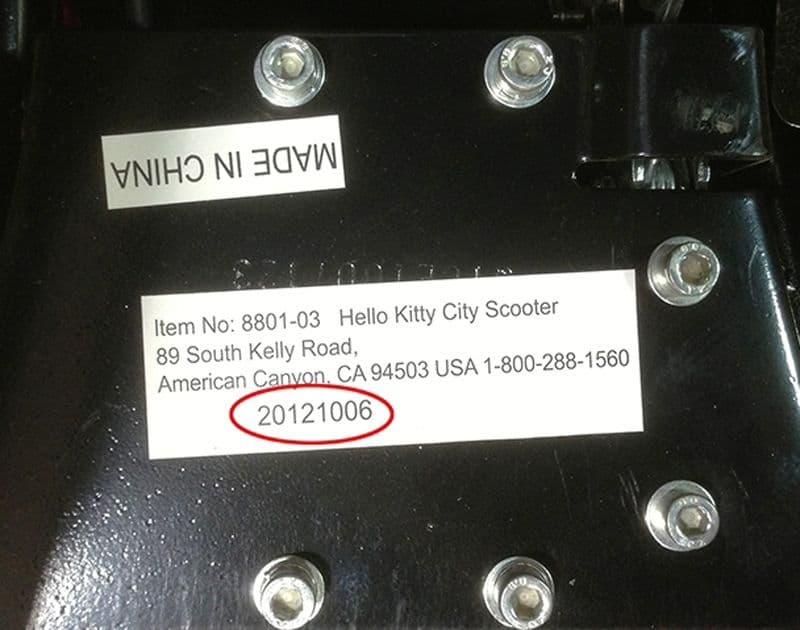 MADE IN CHINA
Item No: 8801-03 Hello Kitty City Scooter
89 South Kelly Road,
American Canyon, CA 94503 USA 1-800-288-1560
20121006